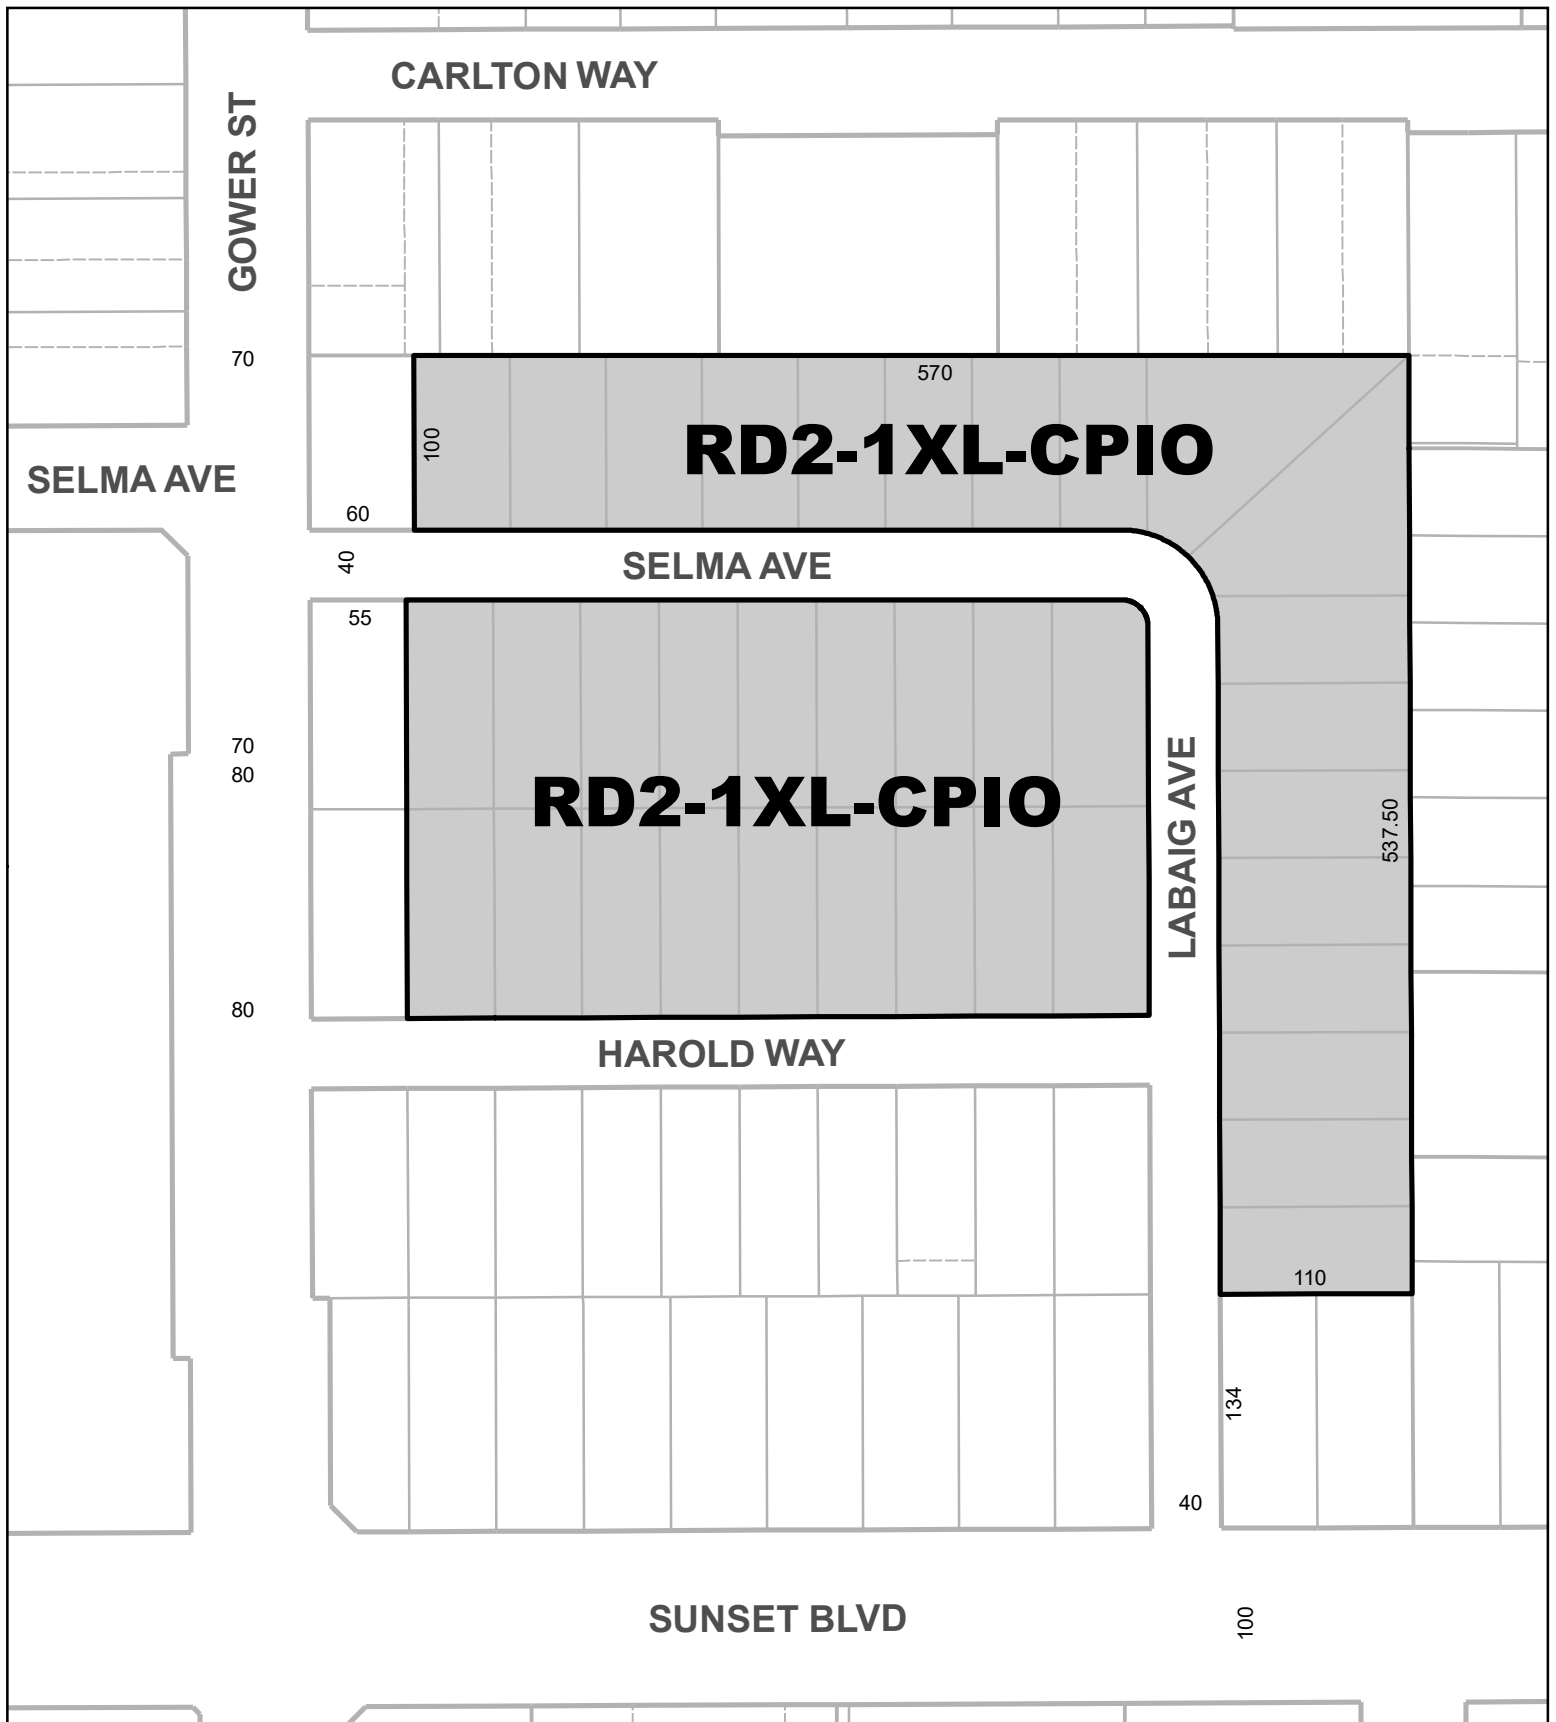 CARLTON WAY
GOWER ST
70
570
100
RD2-1XL-CPIO
SELMA AVE
60
40
SELMA AVE
55
70
80
RD2-1XL-CPIO
LABAIG AVE
537.50
80
HAROLD WAY
110
134
40
SUNSET BLVD
100